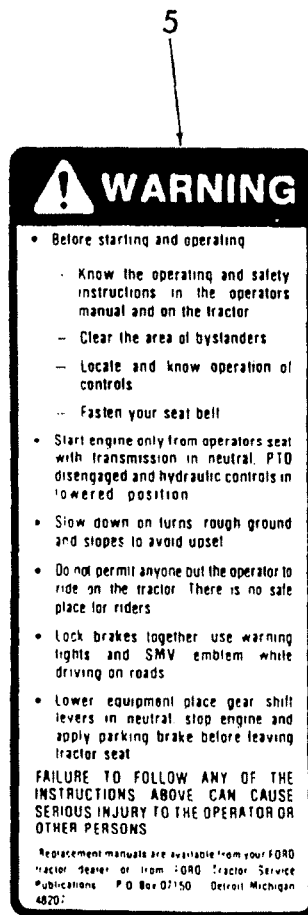 5
WARNING
• Before starting and operating
- Know the operating and safety
instructions in the operators
manual and on the tractor
– Clear the area of bystanders
– Locate and know operation of
controls
– Fasten your seat belt
• Start engine only from operators seat
with transmission in neutral, PTO
disengaged and hydraulic controls in
lowered position
• Slow down on turns rough ground
and slopes to avoid upset
• Do not permit anyone but the operator to
ride on the tractor There is no safe
place for riders
• Lock brakes together use warning
lights and SMV emblem while
driving on roads
• Lower equipment place gear shift
levers in neutral, stop engine and
apply parking brake before leaving
tractor seat
FAILURE TO FOLLOW ANY OF THE
INSTRUCTIONS ABOVE CAN CAUSE
SERIOUS INJURY TO THE OPERATOR OR
OTHER PERSONS
Replacement manuals are available from your FORD
tractor dealer or from FORD Tractor Service
Publications P O Box 07150 Detroit Michigan
48207